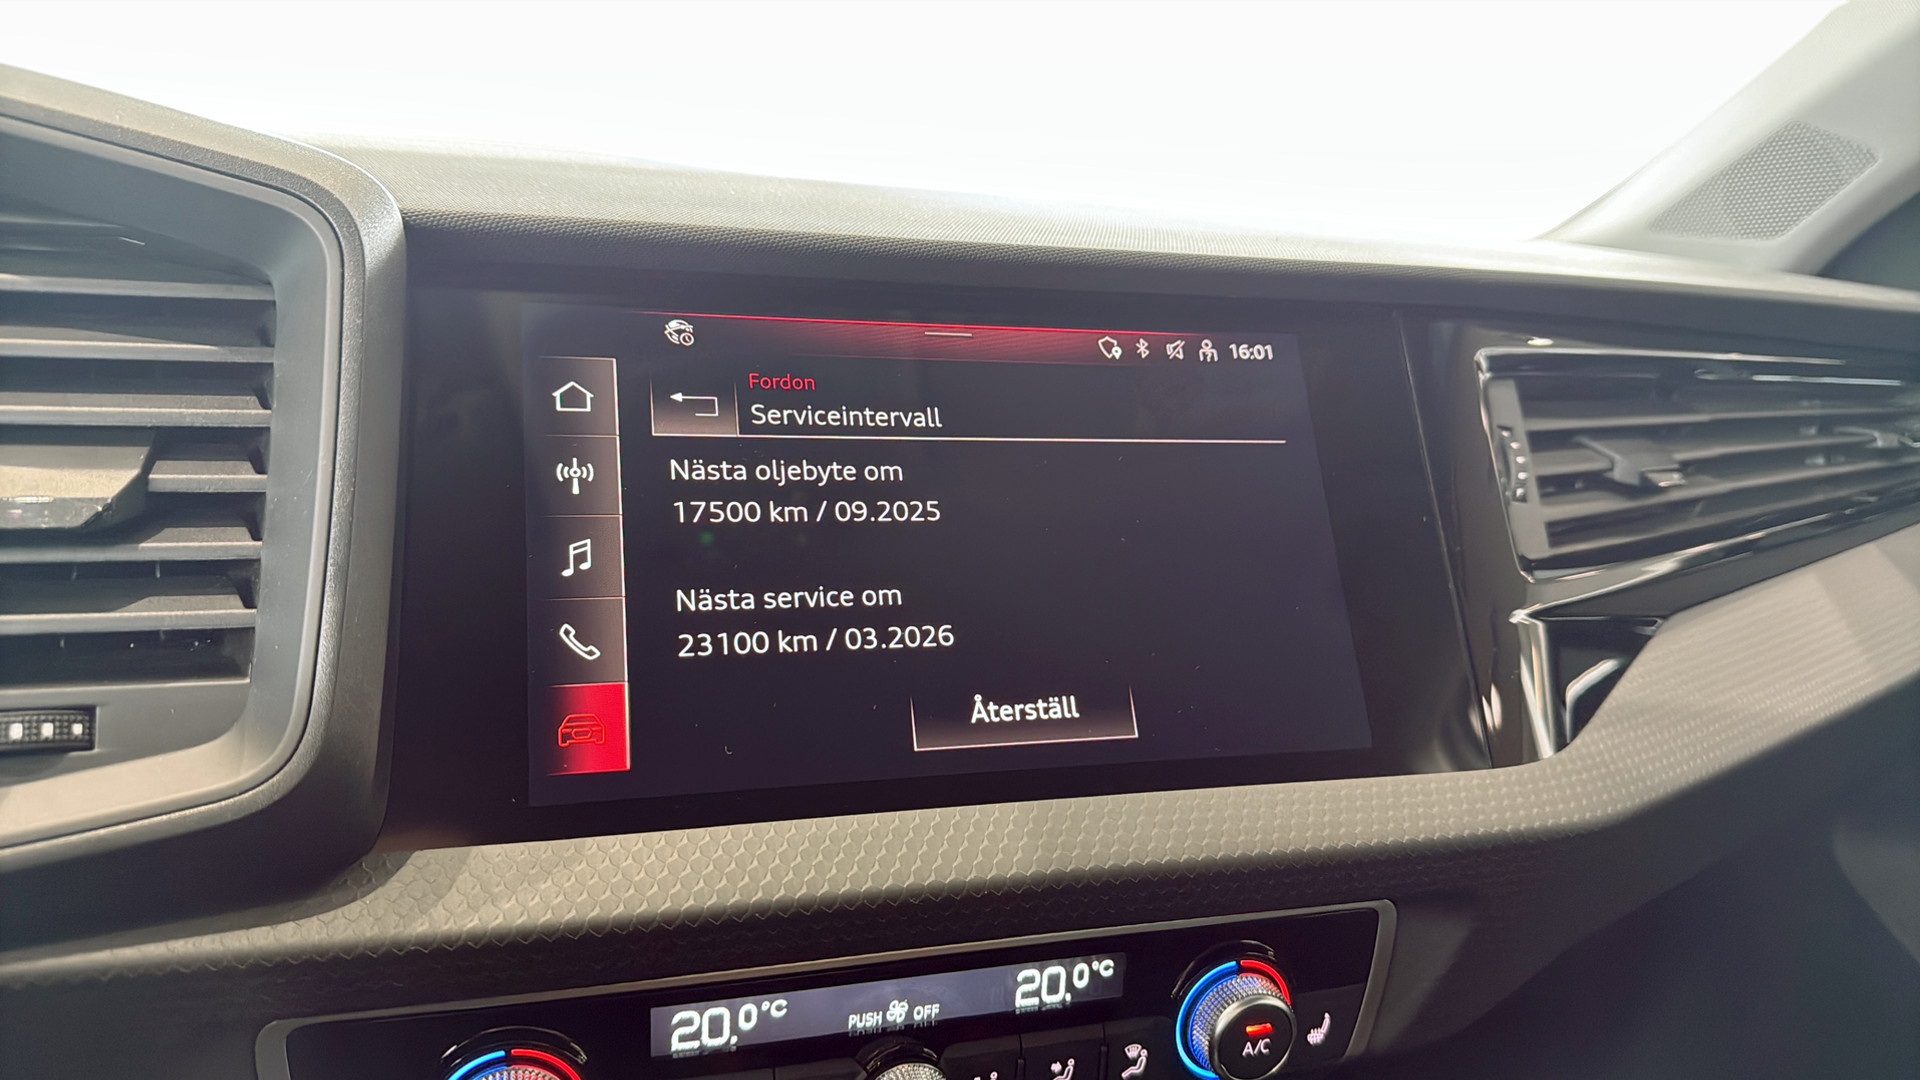 16:01
Fordon
Serviceintervall
Nästa oljebyte om
17500 km / 09.2025
Nästa service om
23100 km / 03.2026
Återställ
20.0°C
PUSH OFF
20.0°C
A/C